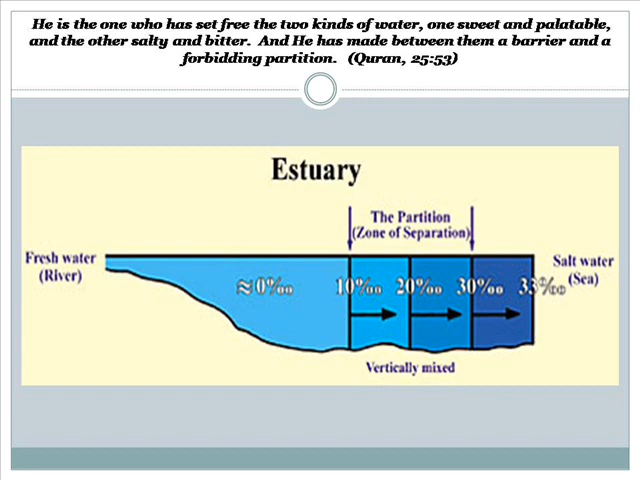 He is the one who has set free the two kinds of water, one sweet and palatable,
and the other salty and bitter.  And He has made between them a barrier and a
forbidding partition.   (Quran, 25:53)
Estuary
The Partition
(Zone of Separation)
Fresh water
(River)
Salt water
(Sea)
≈ 0‰ 10‰ 20‰ 30‰ 33‰
Vertically mixed